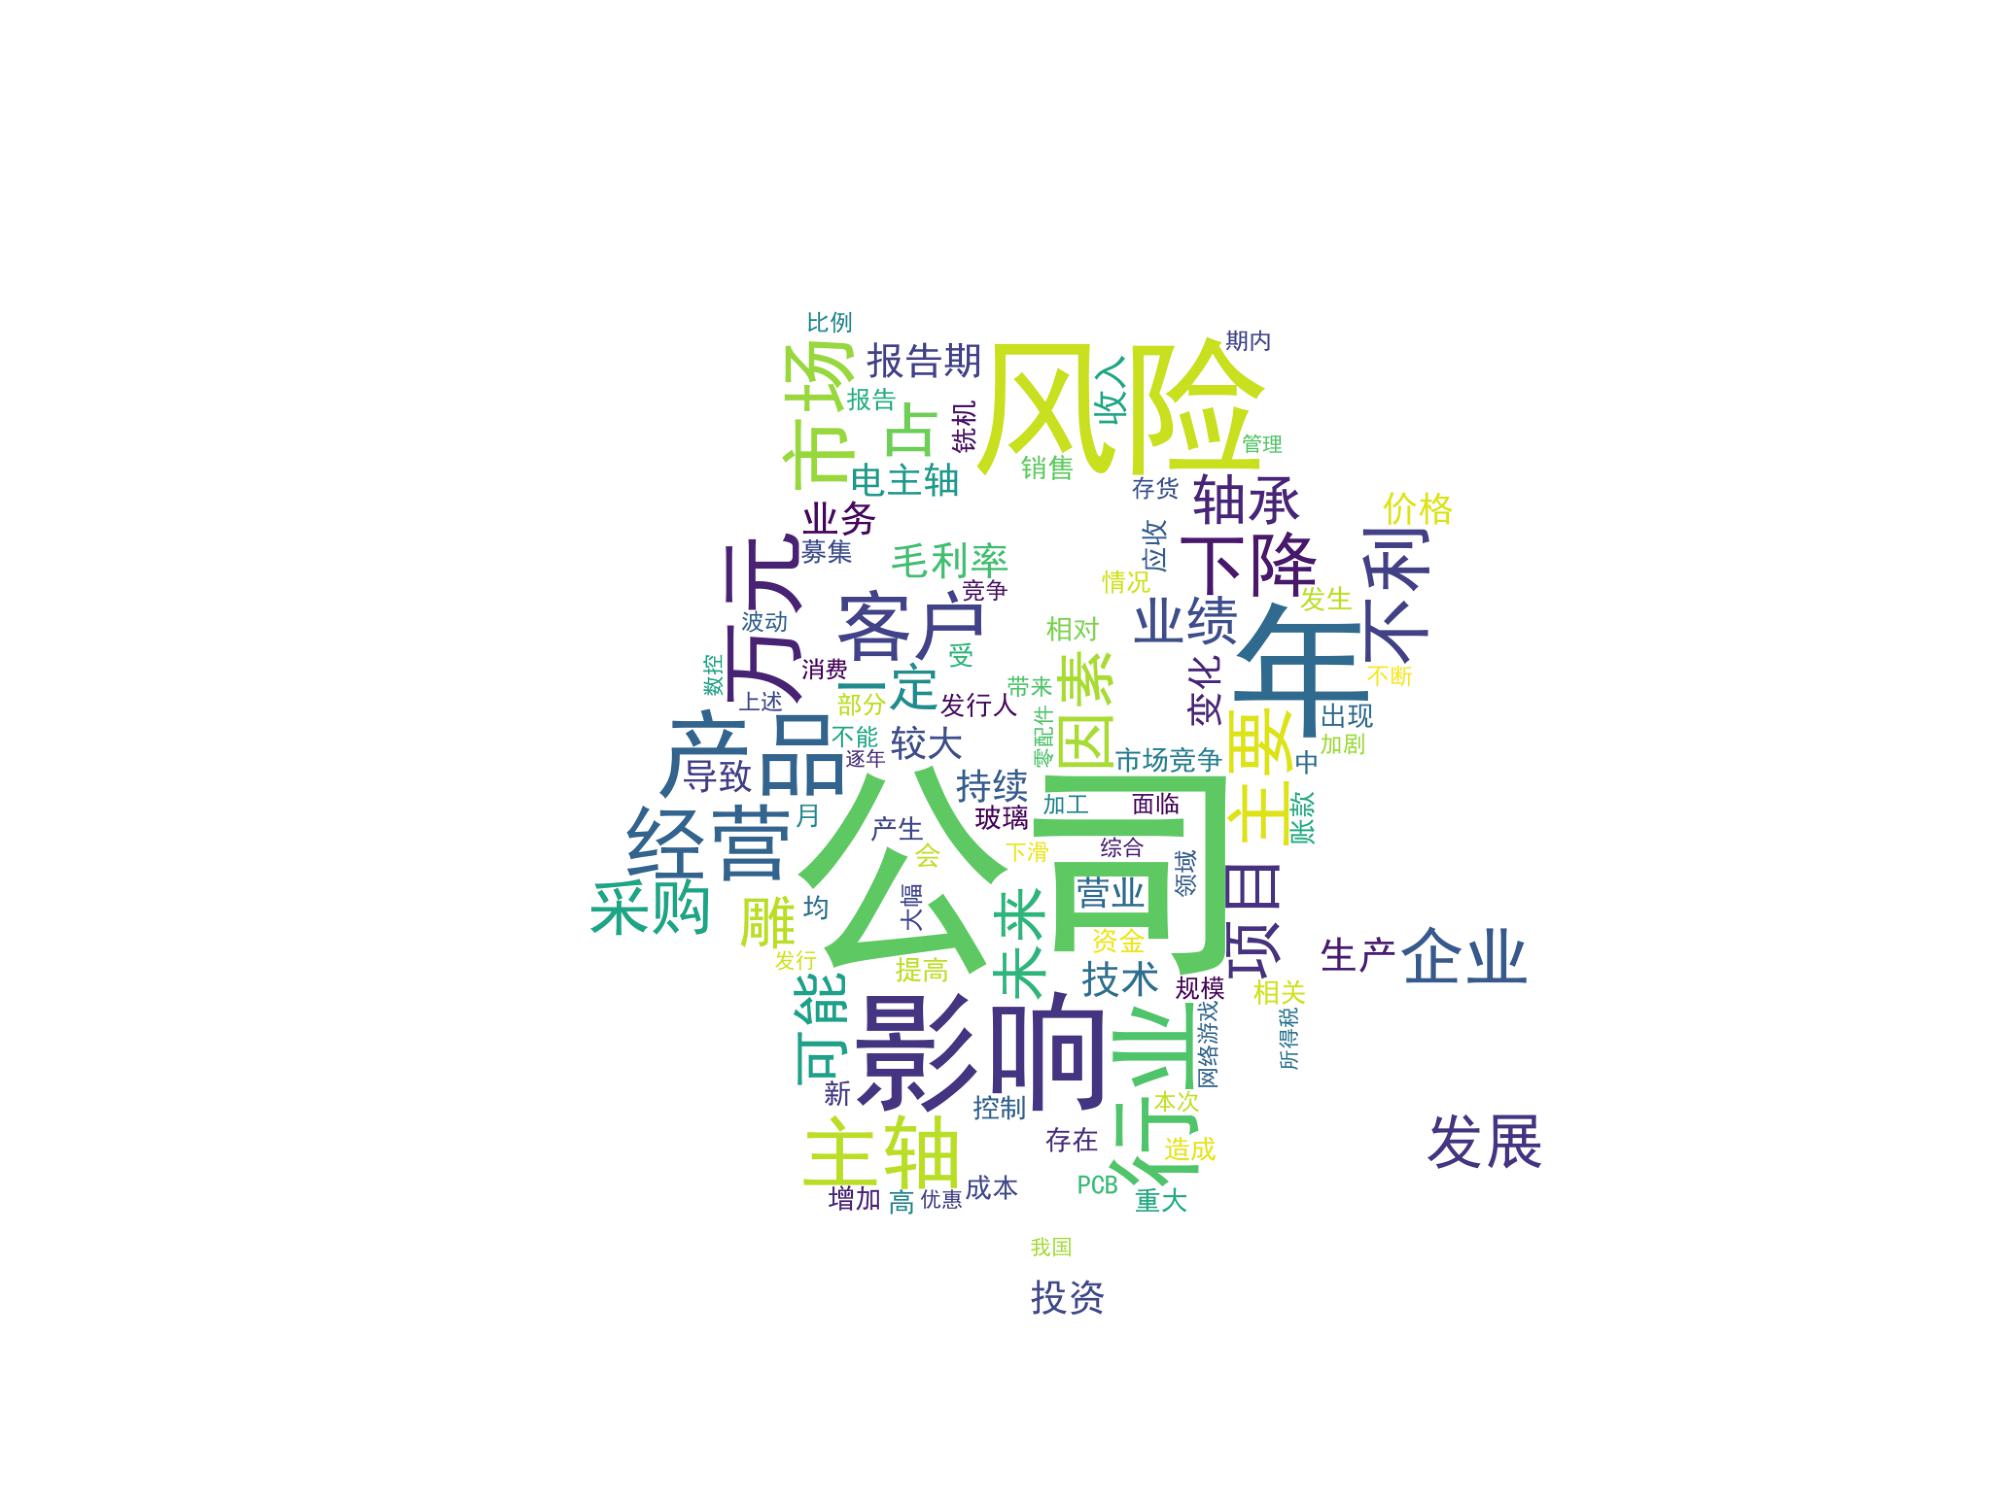 比例
期内
报告期
风险
市场
收入
报告
占
铣机
管理
销售
电主轴
存货
轴承
价格
业务
募集
应收
不利
万元
毛利率
下降
竞争
情况
客户
业绩
发生
波动
相对
年
受
数控
消费
一定
因素
变化
不断
带来
上述
部分
发行人
零配件
主要
出现
产品
不能
较大
加剧
逐年
市场竞争
中
导致
持续
公司
加工
面临
账款
经营
月
产生
玻璃
会
下滑
综合
领域
采购
雕
均
大幅
未来
营业
项目
企业
生产
资金
发行
提高
技术
可能
规模
相关
影响
行业
网络游戏
所得税
新
控制
本次
主轴
存在
造成
发展
增加
高
优惠
成本
PCB
重大
我国
投资